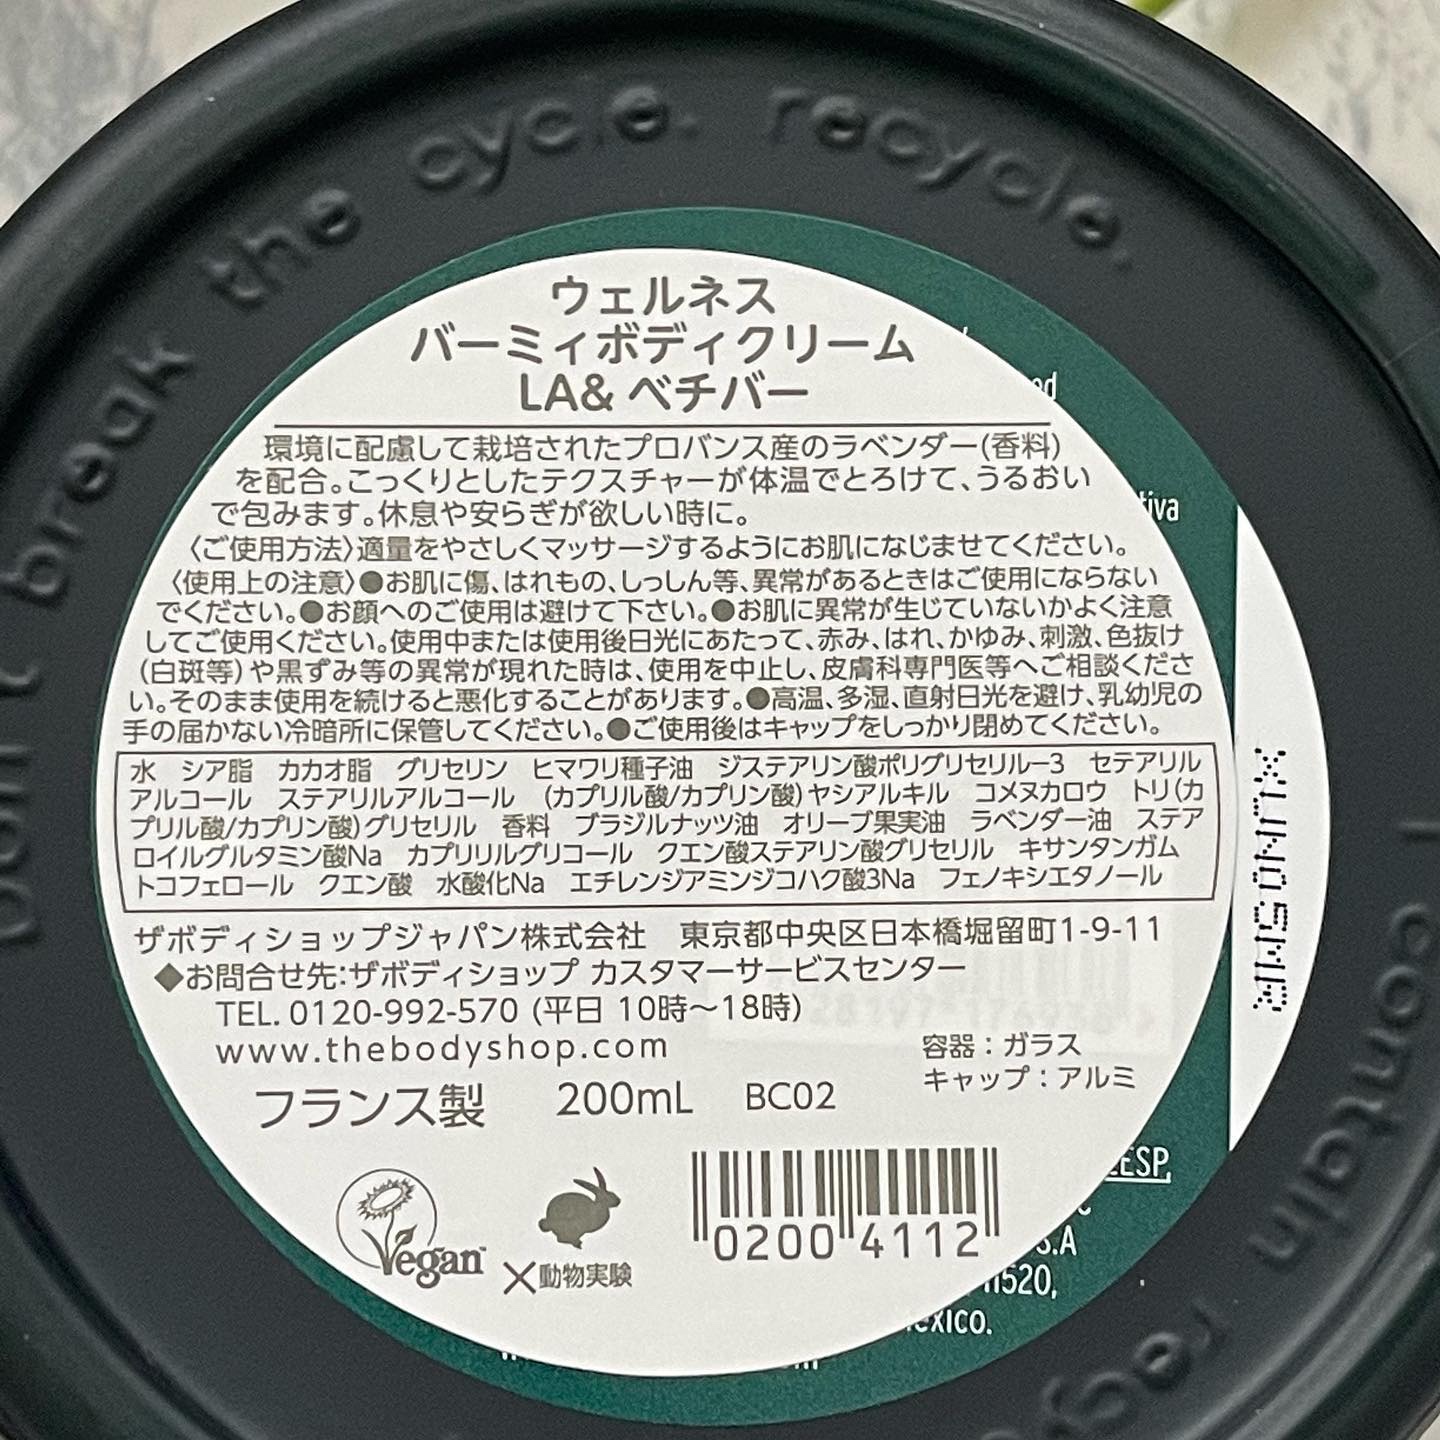 don't break the cycle. recycle.
I contain
ウェルネス
バーミィボディクリーム
LA& ベチバー
環境に配慮して栽培されたプロバンス産のラベンダー(香料)
を配合。こっくりとしたテクスチャーが体温でとろけて、うるおい
で包みます。休息や安らぎが欲しい時に。
〈ご使用方法〉適量をやさしくマッサージするようにお肌になじませてください。
〈使用上の注意〉●お肌に傷、はれもの、しっしん等、異常があるときはご使用にならない
でください。●お顔へのご使用は避けて下さい。●お肌に異常が生じていないかよく注意
してご使用ください。使用中または使用後日光にあたって、赤み、はれ、かゆみ、刺激、色抜け
(白斑等)や黒ずみ等の異常が現れた時は、使用を中止し、皮膚科専門医等へご相談くださ
い。そのまま使用を続けると悪化することがあります。●高温、多湿、直射日光を避け、乳幼児の
手の届かない冷暗所に保管してください。●ご使用後はキャップをしっかり閉めてください。
水　シア脂　カカオ脂　グリセリン　ヒマワリ種子油　ジステアリン酸ポリグリセリル-3　セテアリル
アルコール　ステアリルアルコール　(カプリル酸/カプリン酸)ヤシアルキル　コメヌカロウ　トリ(カ
プリル酸/カプリン酸)グリセリル　香料　ブラジルナッツ油　オリーブ果実油　ラベンダー油　ステア
ロイルグルタミン酸Na　カプリリルグリコール　クエン酸ステアリン酸グリセリル　キサンタンガム
トコフェロール　クエン酸　水酸化Na　エチレンジアミンジコハク酸3Na　フェノキシエタノール
ザボディショップジャパン株式会社　東京都中央区日本橋堀留町1-9-11
◆お問合せ先:ザボディショップ カスタマーサービスセンター
TEL. 0120-992-570 (平日 10時〜18時)
www.thebodyshop.com
容器:ガラス
キャップ:アルミ
フランス製 200mL BC02
Vegan
×動物実験
0200 4112
LESP,
S.A
11520,